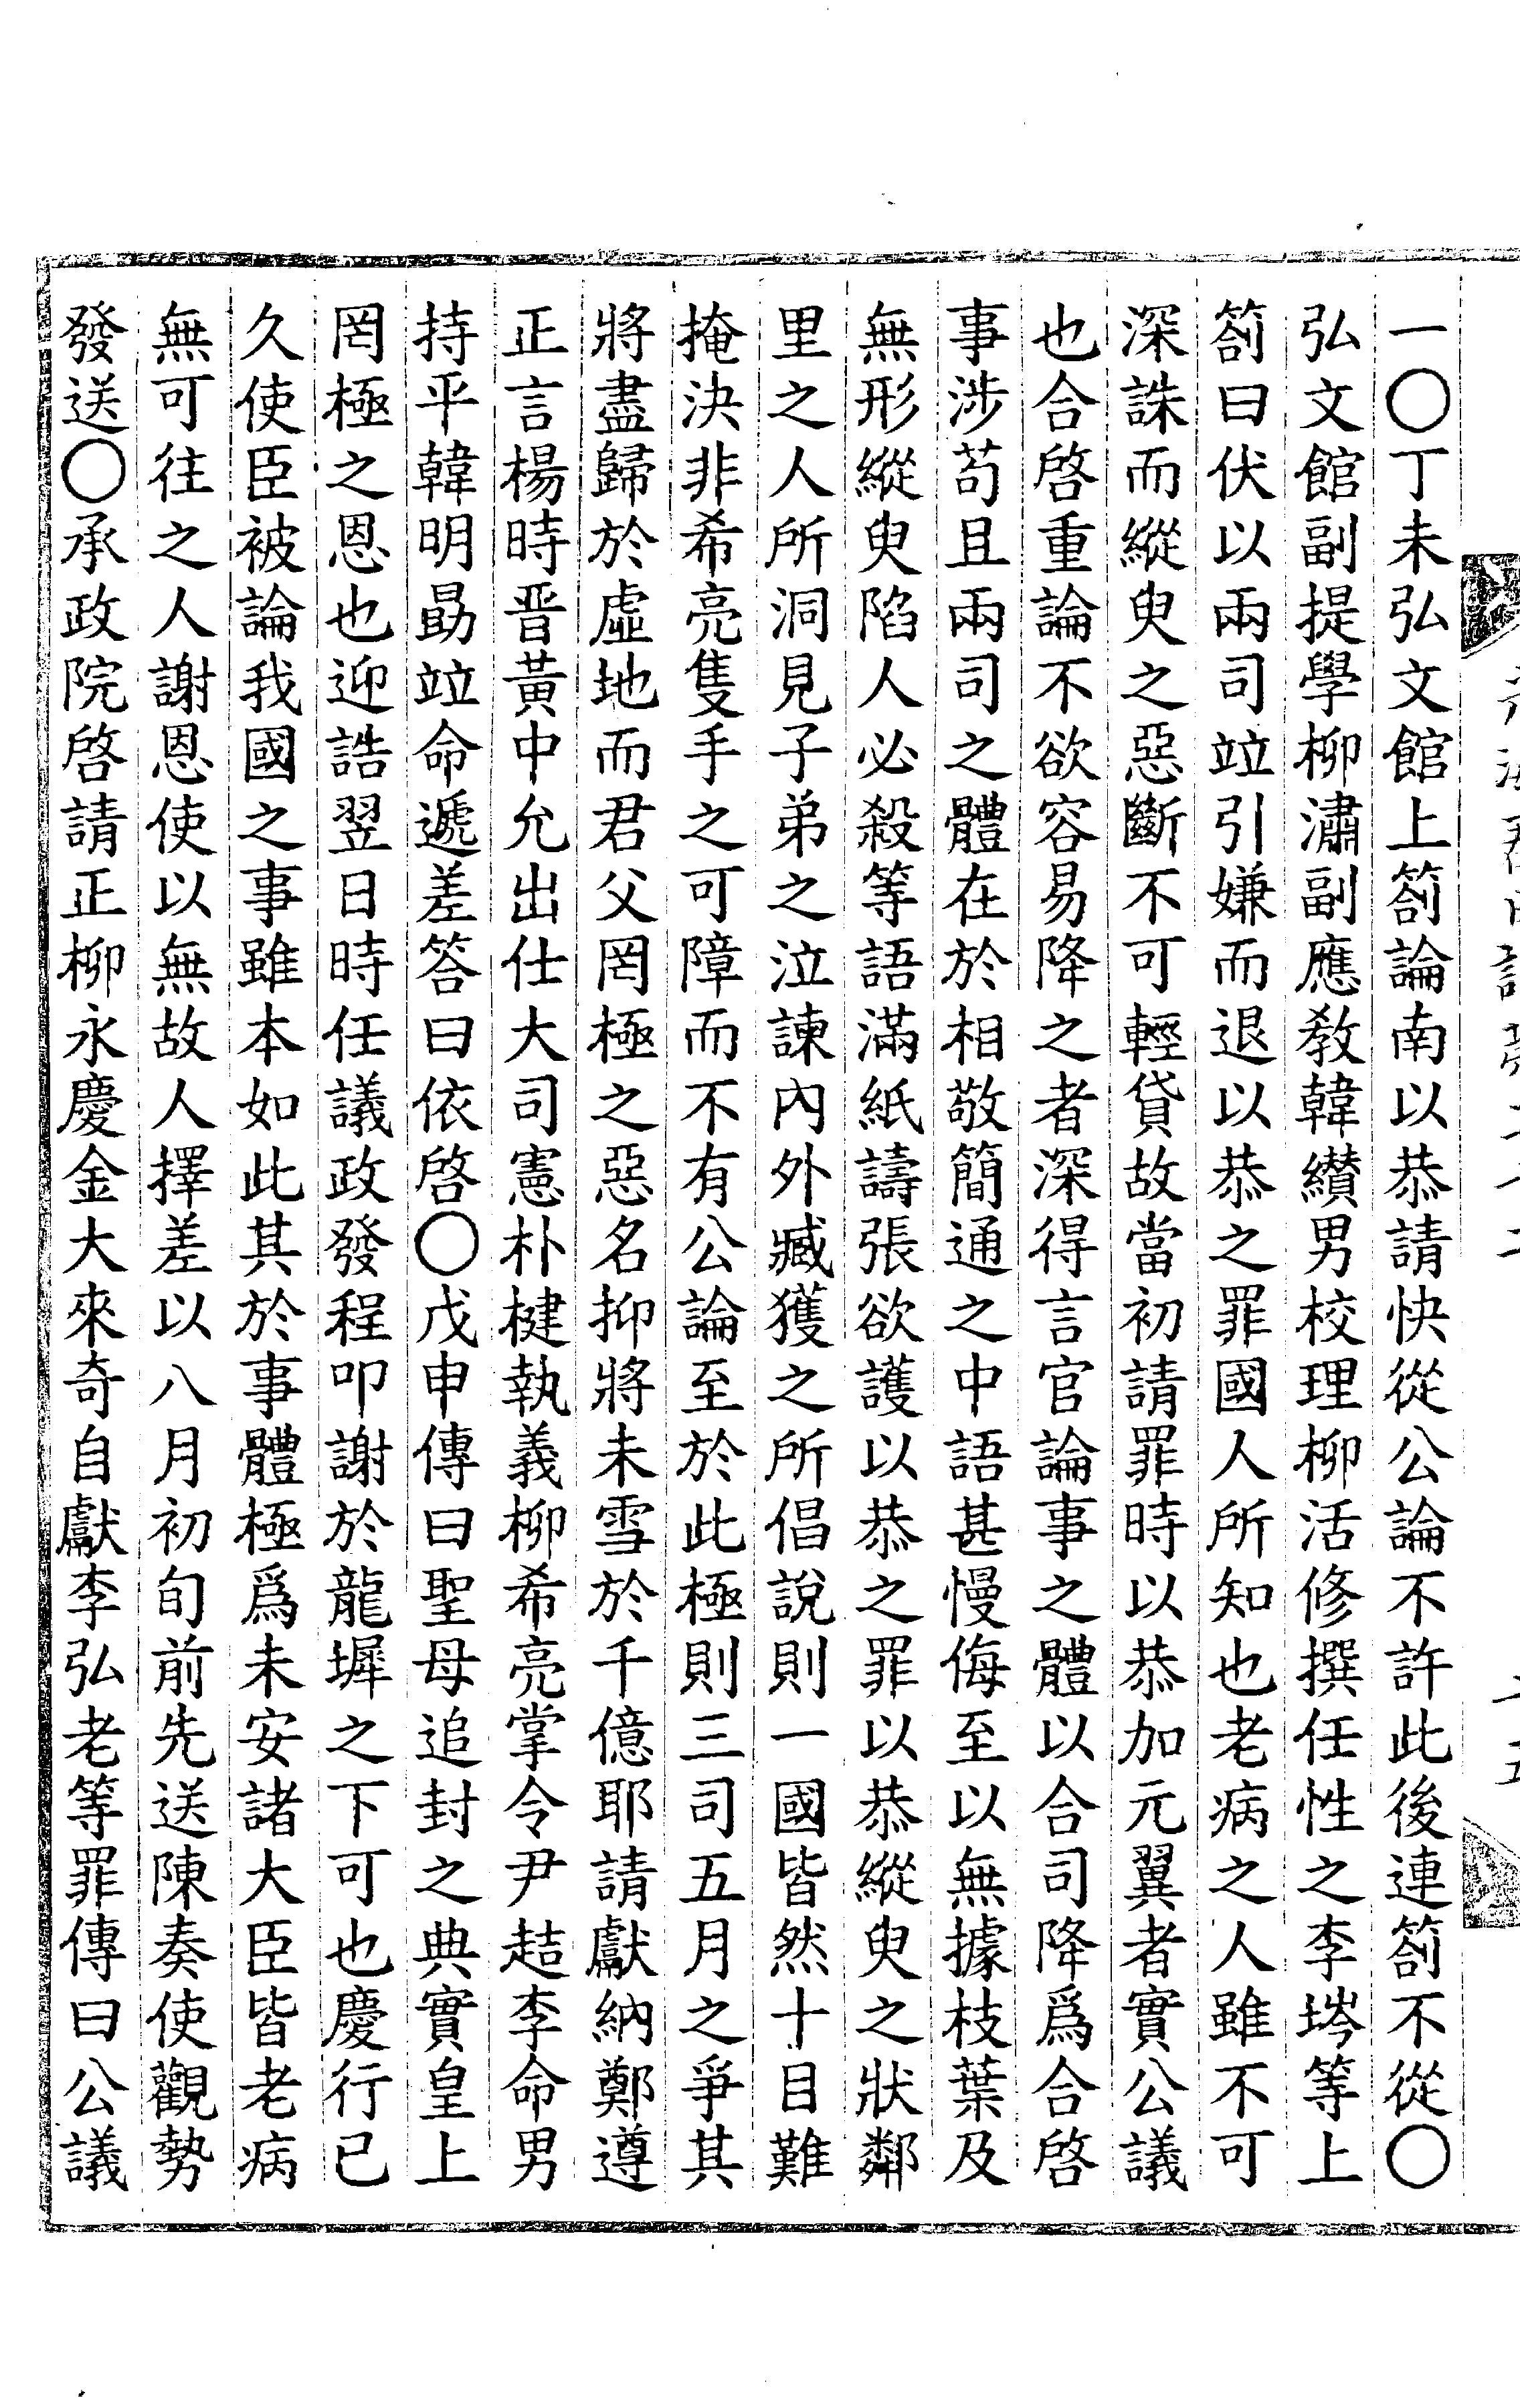 一〇丁未弘文館上箚論南以恭請快從公論不許此後連箚不從〇
弘文館副提學柳潚副應敎韓纘男校理柳活修撰任性之李埁等上
箚曰伏以兩司竝引嫌而退以恭之罪國人所知也老病之人雖不可
深誅而縱臾之惡斷不可輕貸故當初請罪時以恭加元翼者實公議
也合啓重論不欲容易降之者深得言官論事之體以合司降爲合啓
事涉苟且兩司之體在於相敬簡通之中語甚慢侮至以無據枝葉及
無形縱臾陷人必殺等語滿紙譸張欲護以恭之罪以恭縱臾之狀鄰
里之人所洞見子弟之泣諫內外臧獲之所倡說則一國皆然十目難
掩決非希亮隻手之可障而不有公論至於此極則三司五月之爭其
將盡歸於虛地而君父罔極之惡名抑將未雪於千億耶請獻納鄭遵
正言楊時晋黃中允出仕大司憲朴楗執義柳希亮掌令尹趌李命男
持平韓明勗竝命遞差答曰依啓〇戊申傳曰聖母追封之典實皇上
罔極之恩也迎誥翌日時任議政發程叩謝於龍墀之下可也慶行已
久使臣被論我國之事雖本如此其於事體極爲未安諸大臣皆老病
無可往之人謝恩使以無故人擇差以八月初旬前先送陳奏使觀勢
發送〇承政院啓請正柳永慶金大來奇自獻李弘老等罪傳曰公議